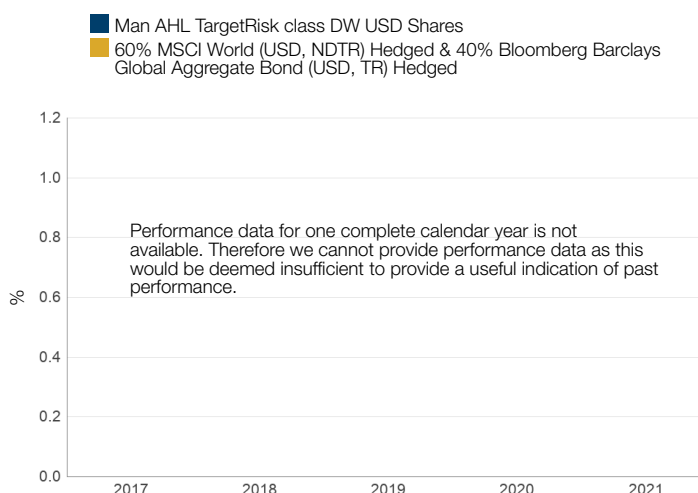 Man AHL TargetRisk class DW USD Shares
60% MSCI World (USD, NDTR) Hedged & 40% Bloomberg Barclays
Global Aggregate Bond (USD, TR) Hedged
1.2
1.0
Performance data for one complete calendar year is not
0.8
available. Therefore we cannot provide performance data as this
would be deemed insufficient to provide a useful indication of past
performance.
0.6
%
0.4
0.2
0.0
2017 2018 2019 2020 2021